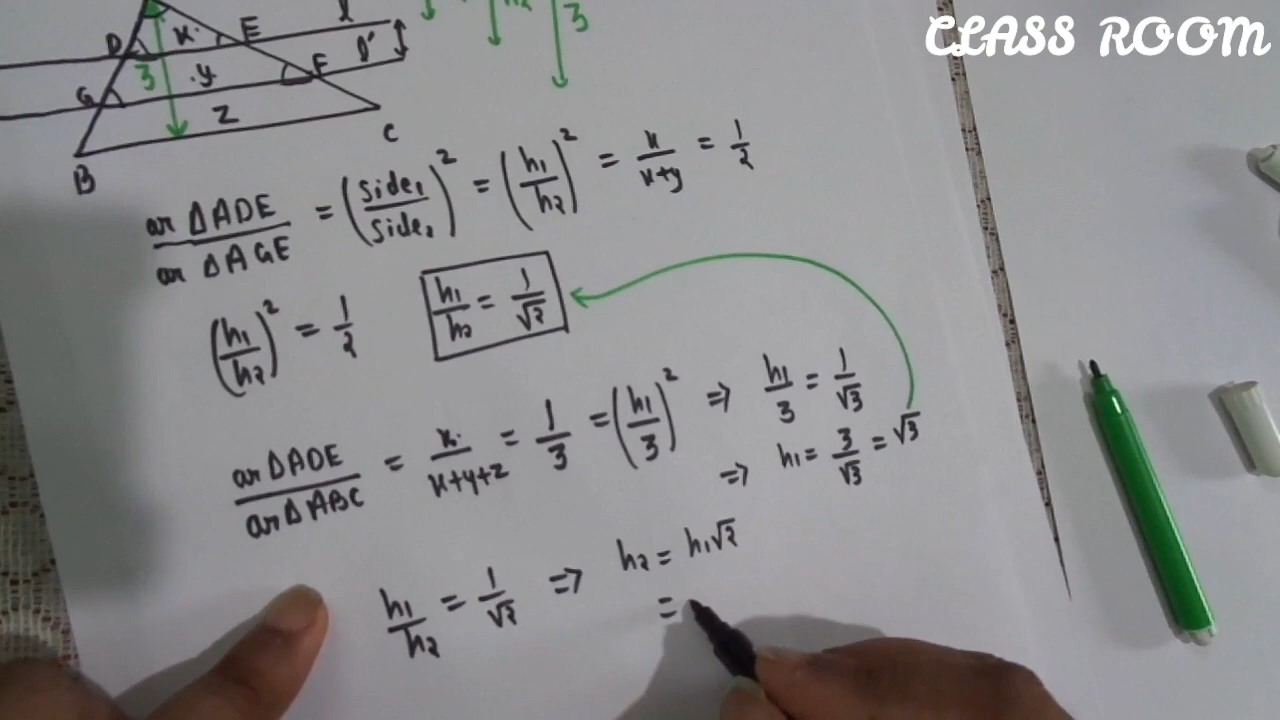 CLASS ROOM
x. E l
D
3 .y F l'
G
z
B C
h₂ 3
ar ΔADE / ar ΔAGE = (side₁ / side₂)² = (h₁ / h₂)² = x / x+y = 1 / 2
(h₁ / h₂)² = 1 / 2 h₁ / h₂ = 1 / √2
ar ΔADE / ar ΔABC = x. / x+y+z = 1 / 3 = (h₁ / 3)² ⇒ h₁ / 3 = 1 / √3
⇒ h₁ = 3 / √3 = √3
h₁ / h₂ = 1 / √2 ⇒ h₂ = h₁√2
=